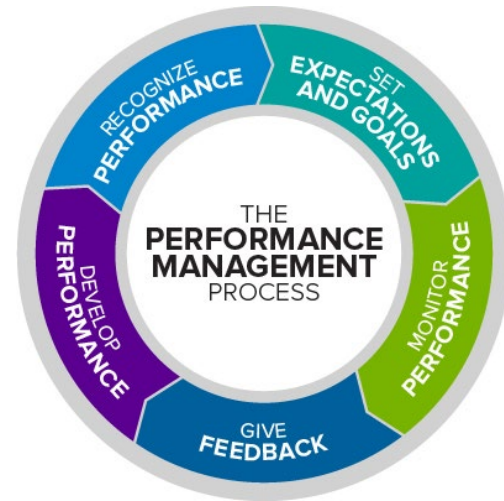 THE
PERFORMANCE
MANAGEMENT
PROCESS
SET
EXPECTATIONS
AND GOALS
MONITOR
PERFORMANCE
GIVE
FEEDBACK
DEVELOP
PERFORMANCE
RECOGNIZE
PERFORMANCE